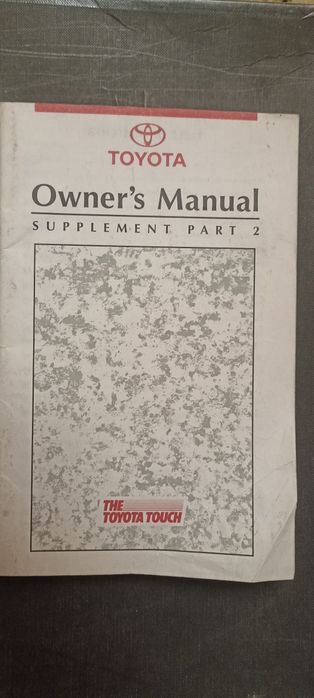 TOYOTA
Owner's Manual
SUPPLEMENT PART 2
THE
TOYOTA TOUCH